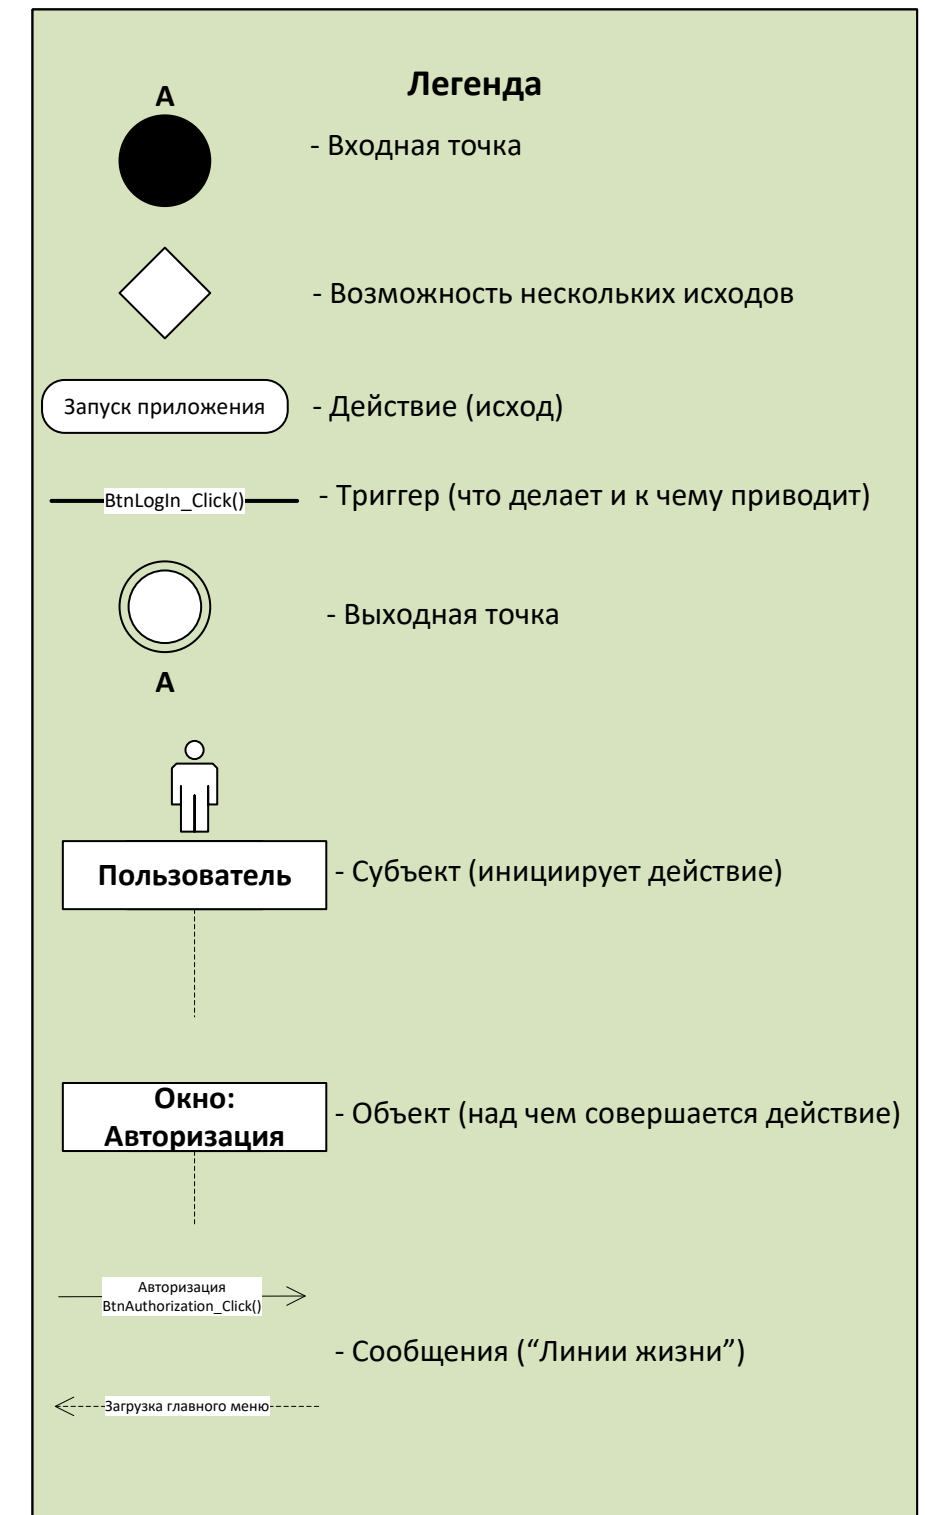 Легенда
А
- Входная точка
- Возможность нескольких исходов
Запуск приложения
- Действие (исход)
BtnLogIn_Click()
- Триггер (что делает и к чему приводит)
- Выходная точка
А
Пользователь
- Субъект (инициирует действие)
Окно:
Авторизация
- Объект (над чем совершается действие)
Авторизация
BtnAuthorization_Click()
- Сообщения (“Линии жизни”)
Загрузка главного меню